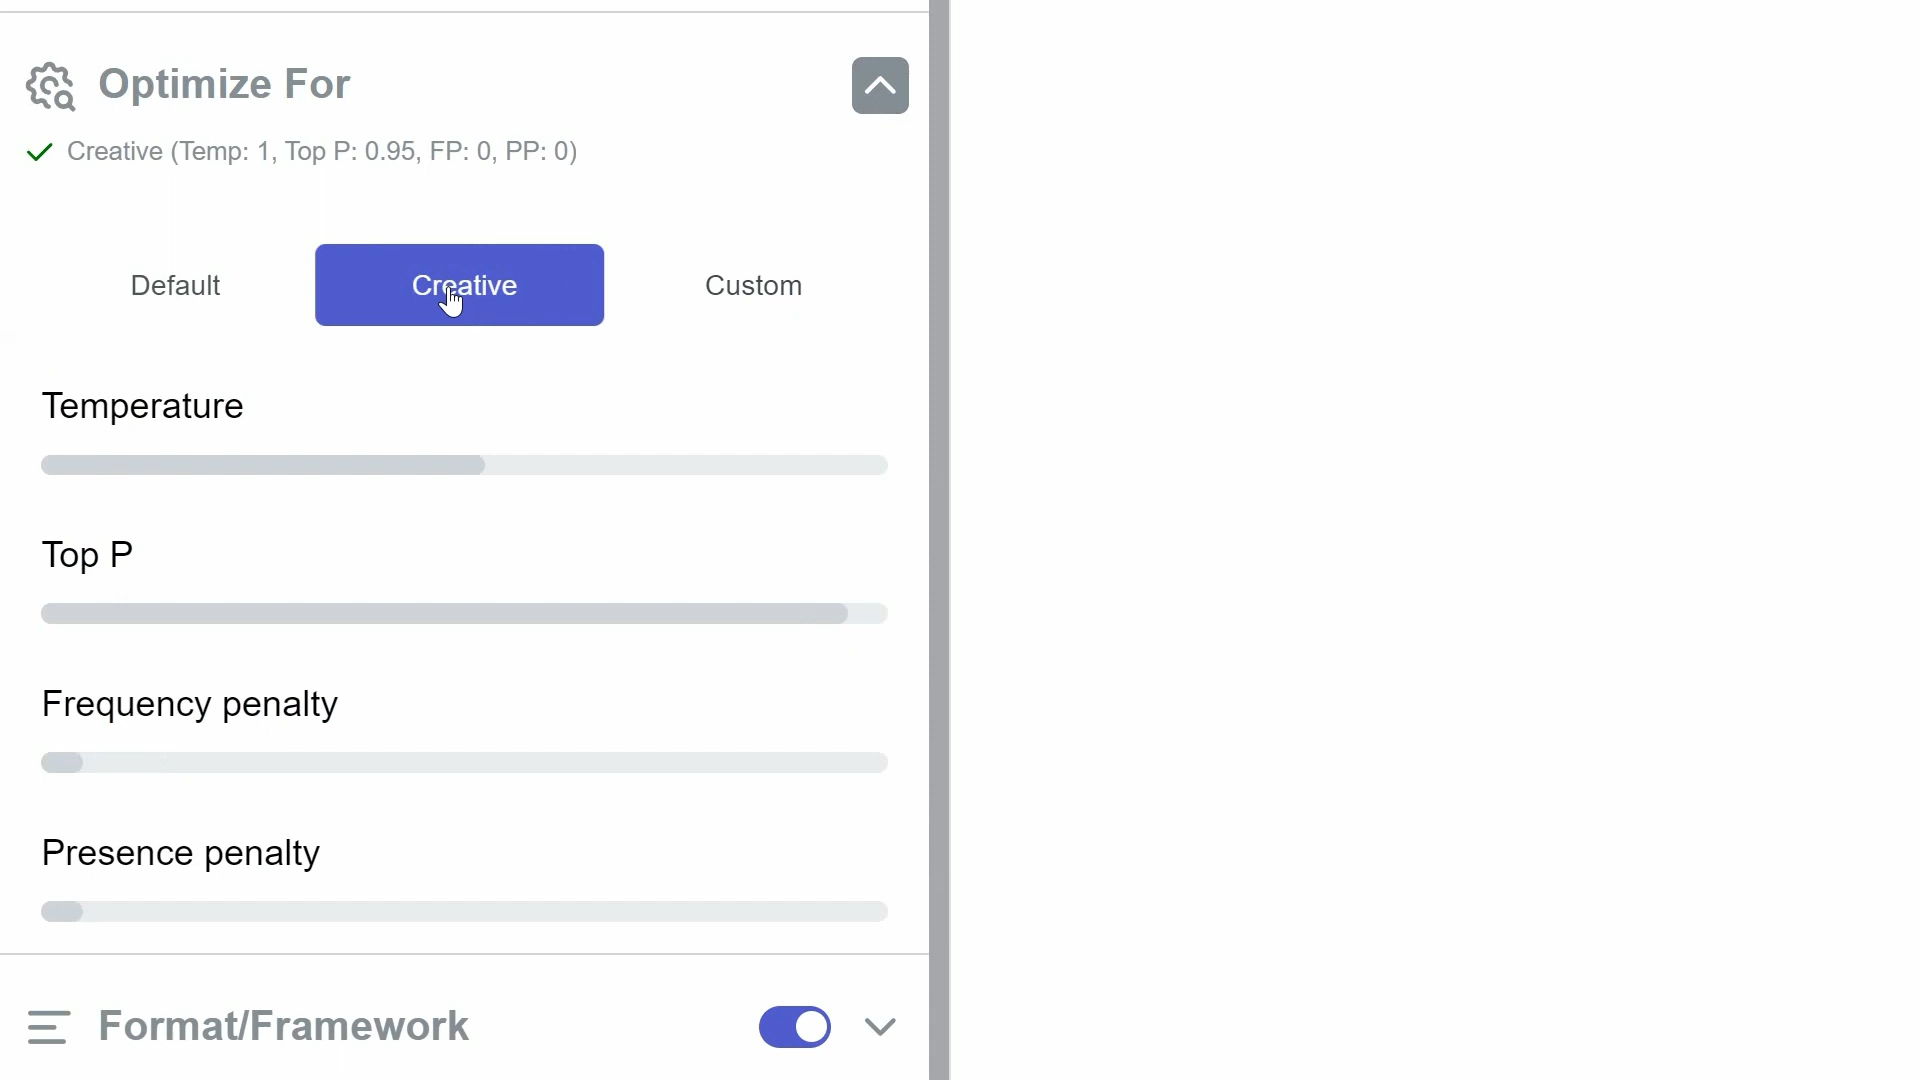 Optimize For
Creative (Temp: 1, Top P: 0.95, FP: 0, PP: 0)
Default Creative Custom
Temperature
Top P
Frequency penalty
Presence penalty
Format/Framework